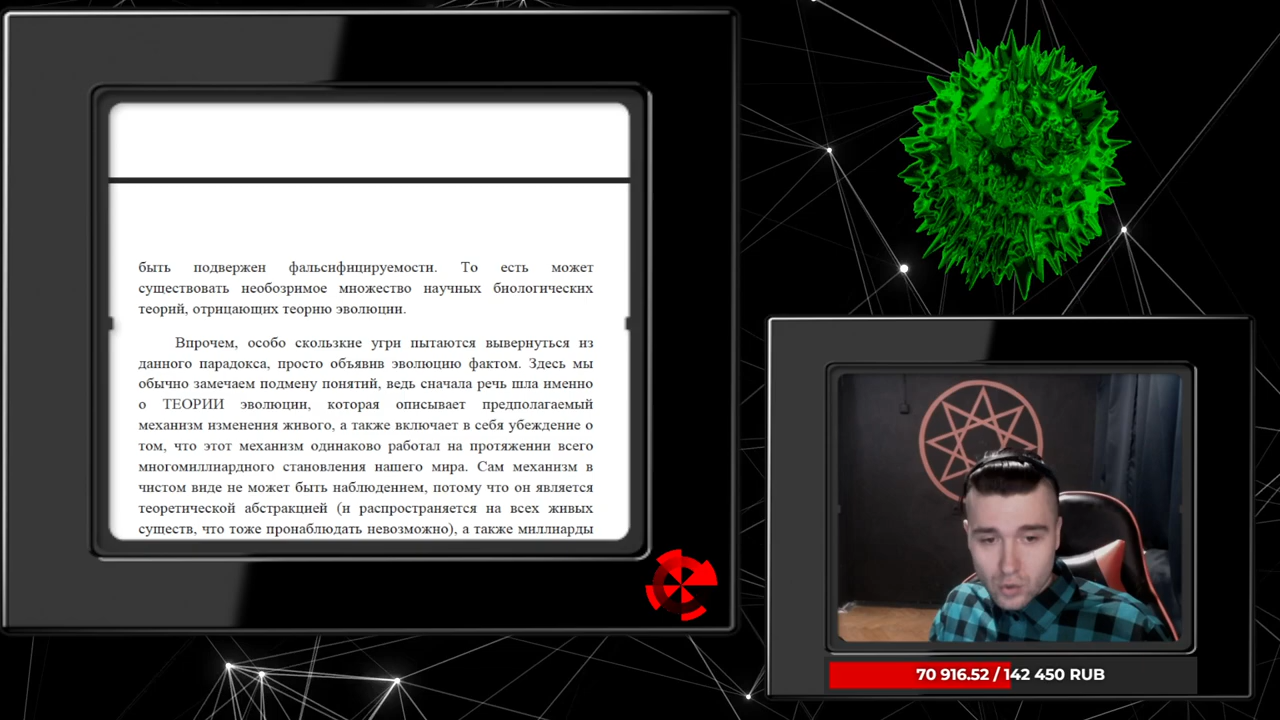 быть подвержен фальсифицируемости. То есть может
существовать необозримое множество научных биологических
теорий, отрицающих теорию эволюции.
Впрочем, особо скользкие угри пытаются вывернуться из
данного парадокса, просто объявив эволюцию фактом. Здесь мы
обычно замечаем подмену понятий, ведь сначала речь шла именно
о ТЕОРИИ эволюции, которая описывает предполагаемый
механизм изменения живого, а также включает в себя убеждение о
том, что этот механизм одинаково работал на протяжении всего
многомиллиардного становления нашего мира. Сам механизм в
чистом виде не может быть наблюдением, потому что он является
теоретической абстракцией (и распространяется на всех живых
существ, что тоже пронаблюдать невозможно), а также миллиарды
70 916.52 / 142 450 RUB